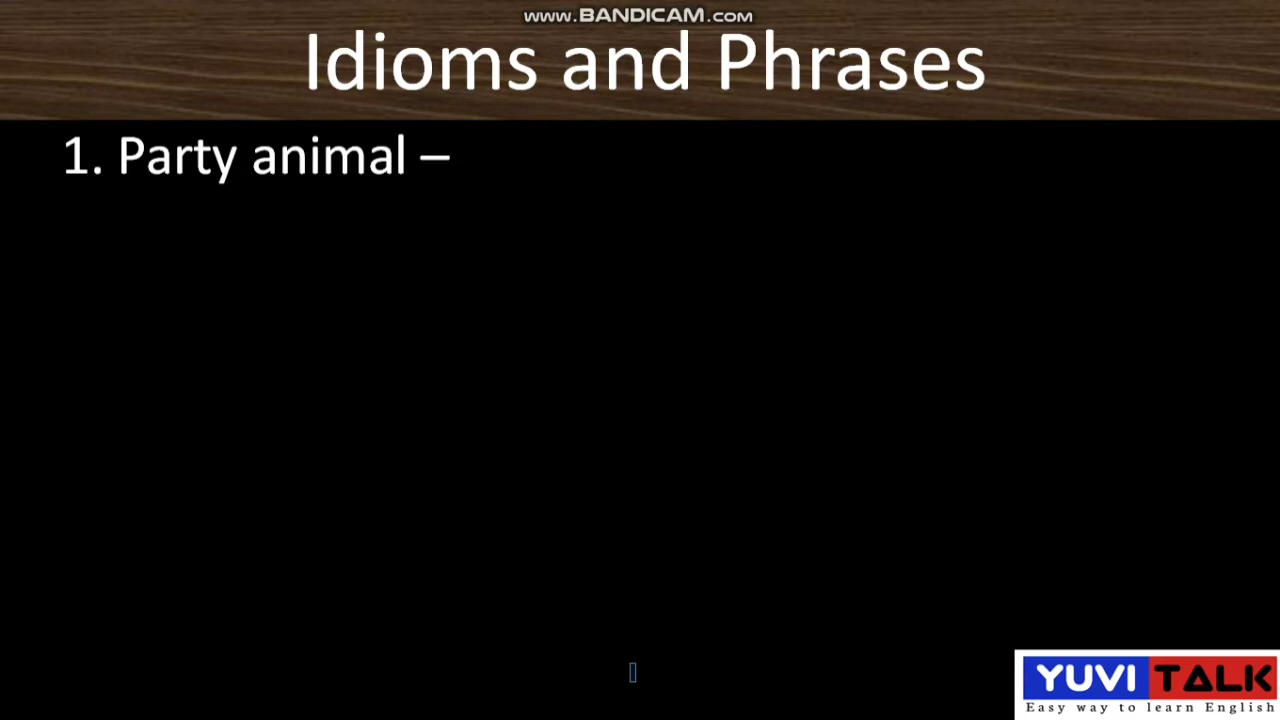 www.BANDICAM.com
Idioms and Phrases
1. Party animal –
YUVI TALK
Easy way to learn English